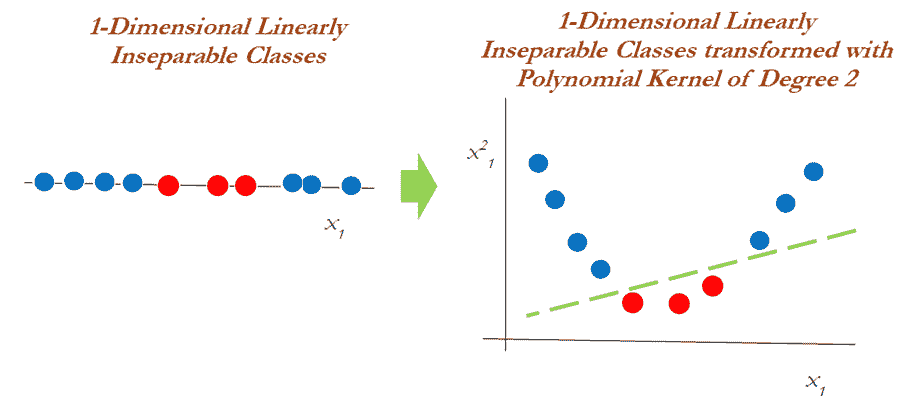 1-Dimensional Linearly
Inseparable Classes
x₁
1-Dimensional Linearly
Inseparable Classes transformed with
Polynomial Kernel of Degree 2
x²₁
x₁